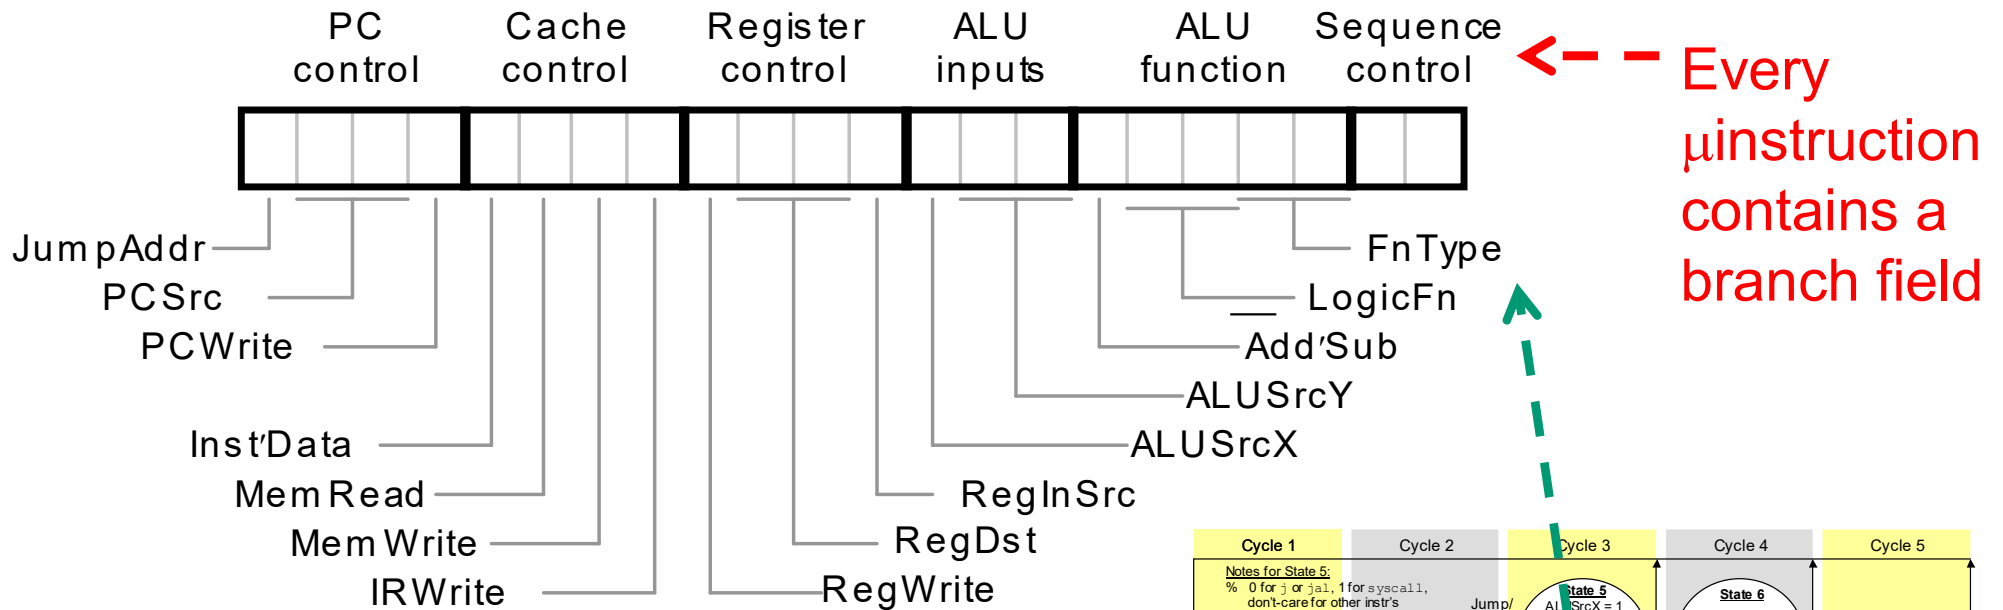 PC control
Cache control
Register control
ALU inputs
ALU function
Sequence control
Every
μinstruction
contains a
branch field
JumpAddr
PCSrc
PCWrite
Inst'Data
MemRead
MemWrite
IRWrite
FnType
LogicFn
Add'Sub
ALUSrcY
ALUSrcX
RegInSrc
RegDst
RegWrite
Cycle 1
Cycle 2
Cycle 3
Cycle 4
Cycle 5
Notes for State 5:
% 0 for j or jal, 1 for syscall,
don't-care for other instr's
Jump/
State 5
ALUSrcX = 1
State 6